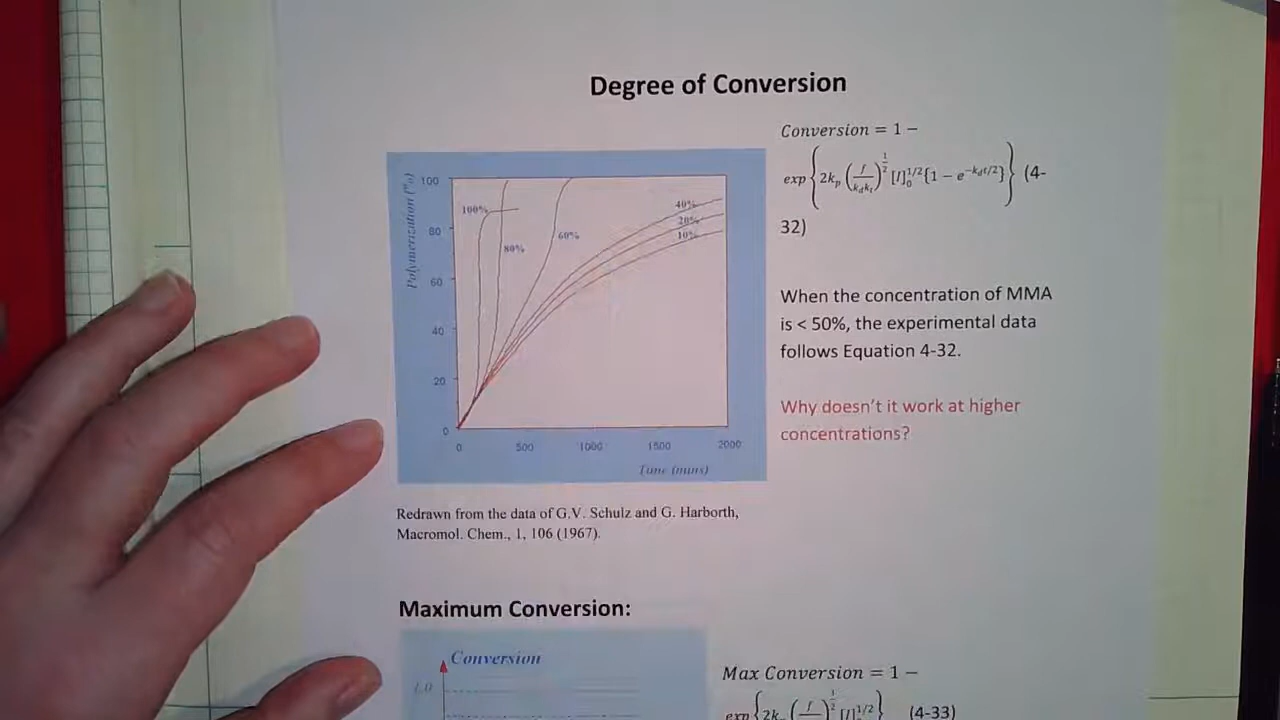 Degree of Conversion
Conversion = 1 −
exp{2k_p (f/(k_d k_t))^(1/2) [I]_0^(1/2) {1 − e^(−k_d t/2)}} (4-
32)
Polymerization (%)
100
80
60
40
20
0
100%
80%
60%
40%
20%
10%
0 500 1000 1500 2000
Time (mins)
When the concentration of MMA
is < 50%, the experimental data
follows Equation 4-32.
Why doesn't it work at higher
concentrations?
Redrawn from the data of G.V. Schulz and G. Harborth,
Macromol. Chem., 1, 106 (1967).
Maximum Conversion:
Conversion
1.0
Max Conversion = 1 −
(4-33)